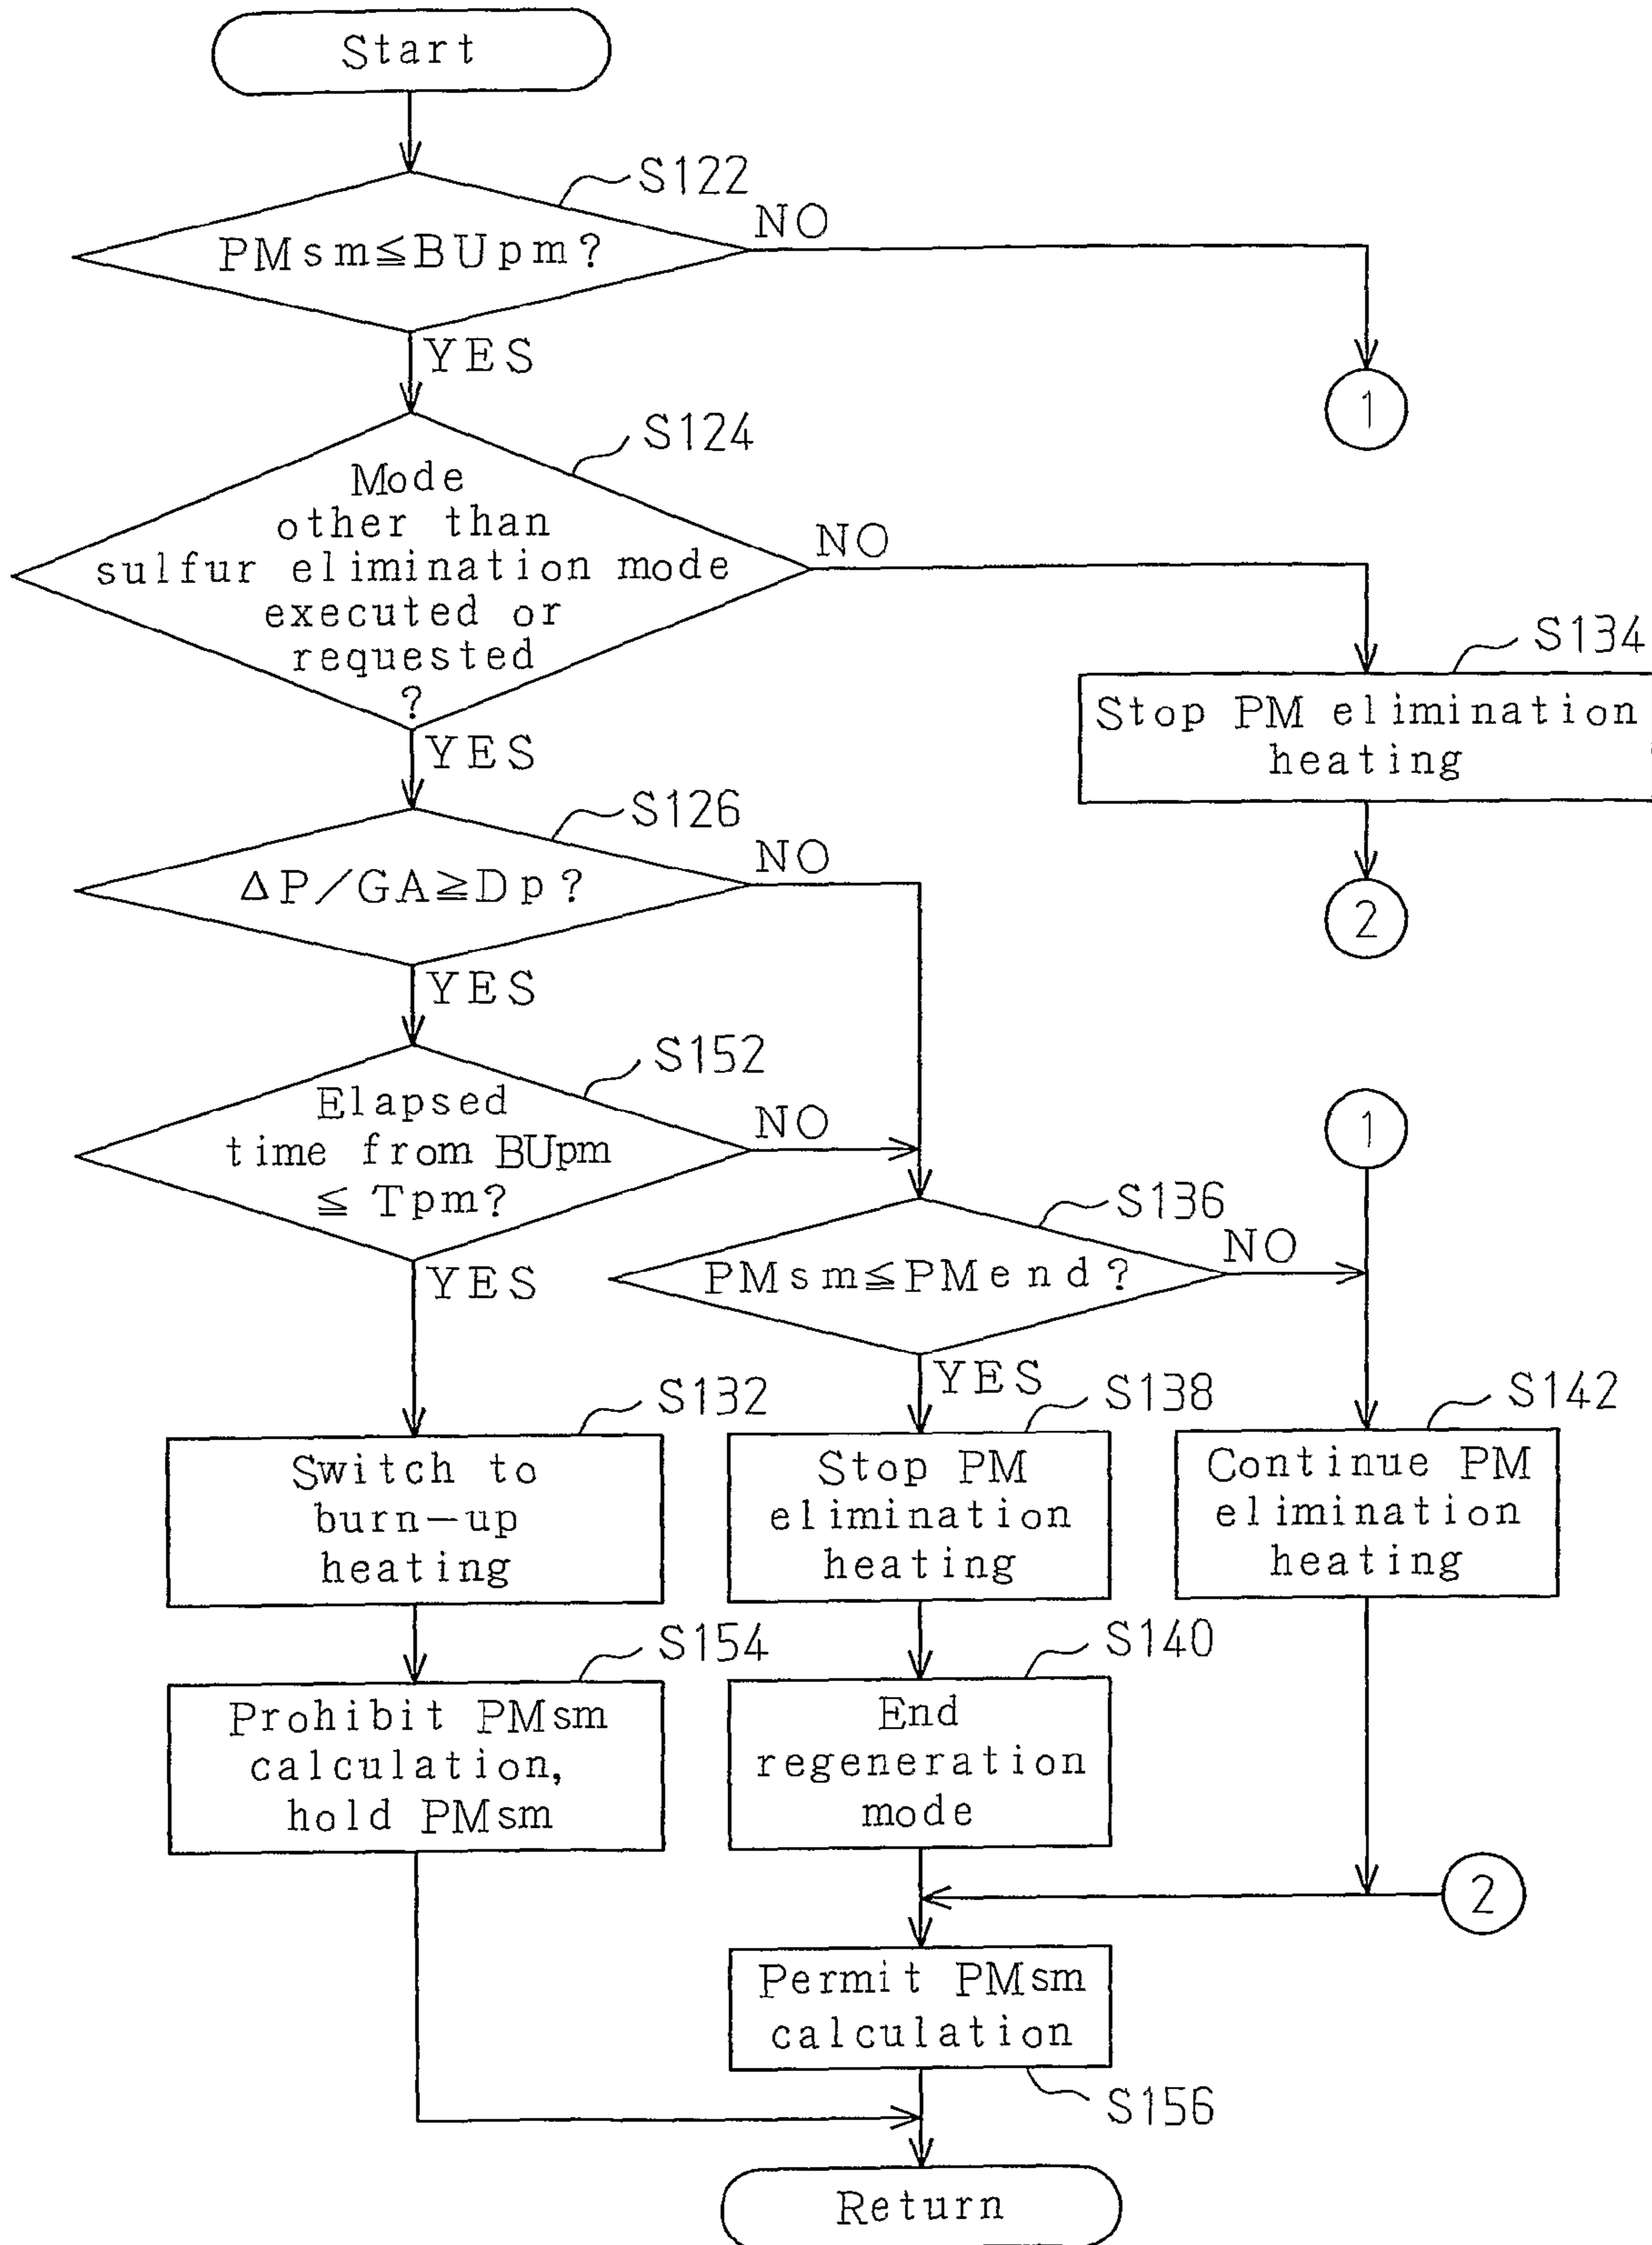 Start
S122
PMsm≦BUpm?
NO
YES
1
S124
Mode
other than
sulfur elimination mode
executed or
requested
?
NO
YES
S134
Stop PM elimination
heating
2
S126
ΔP/GA≧Dp?
NO
YES
S152
Elapsed
time from BUpm
≦ Tpm?
NO
YES
1
S136
PMsm≦PMend?
NO
YES
S132
Switch to
burn-up
heating
S138
Stop PM
elimination
heating
S142
Continue PM
elimination
heating
S154
Prohibit PMsm
calculation,
hold PMsm
S140
End
regeneration
mode
2
Permit PMsm
calculation
S156
Return